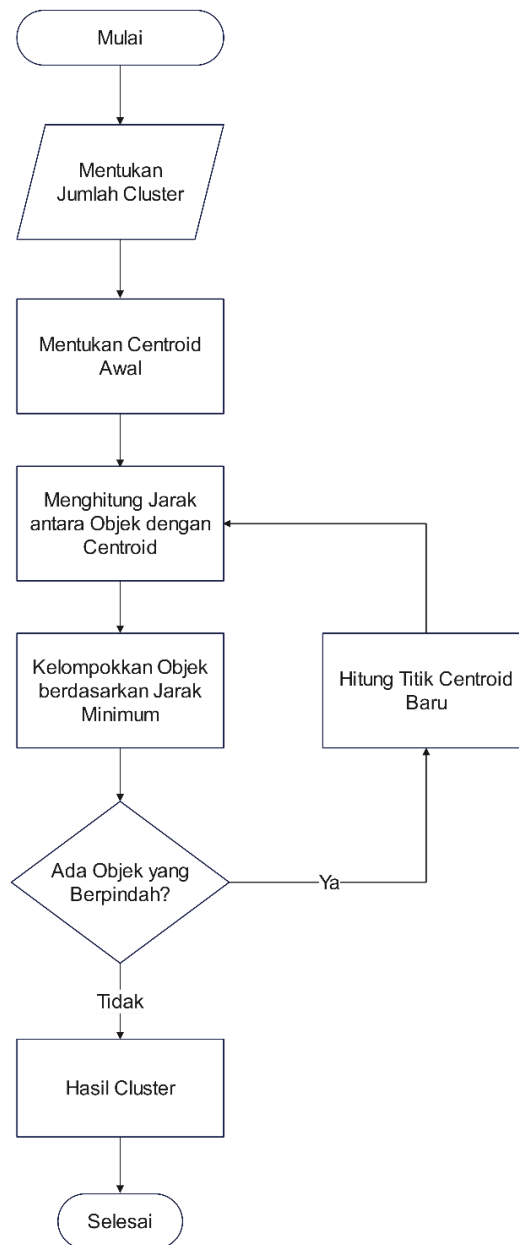 Mulai
Mentukan
Jumlah Cluster
Mentukan Centroid
Awal
Menghitung Jarak
antara Objek dengan
Centroid
Kelompokkan Objek
berdasarkan Jarak
Minimum
Hitung Titik Centroid
Baru
Ada Objek yang
Berpindah?
Ya
Tidak
Hasil Cluster
Selesai